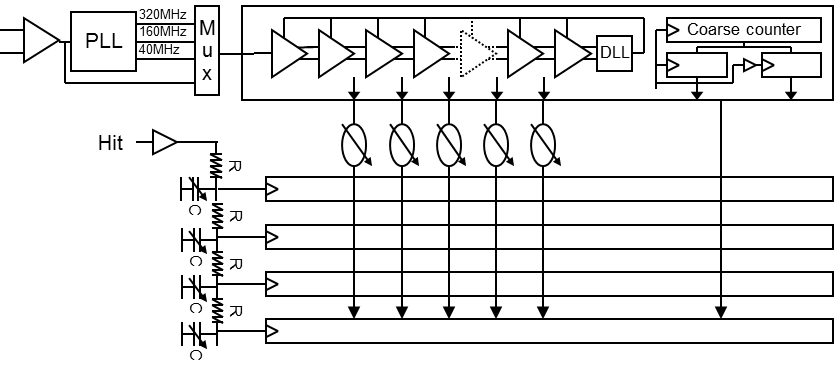 320MHz
160MHz
40MHz
PLL
M
u
x
DLL
Coarse counter
Hit
R
C
R
C
R
C
R
C